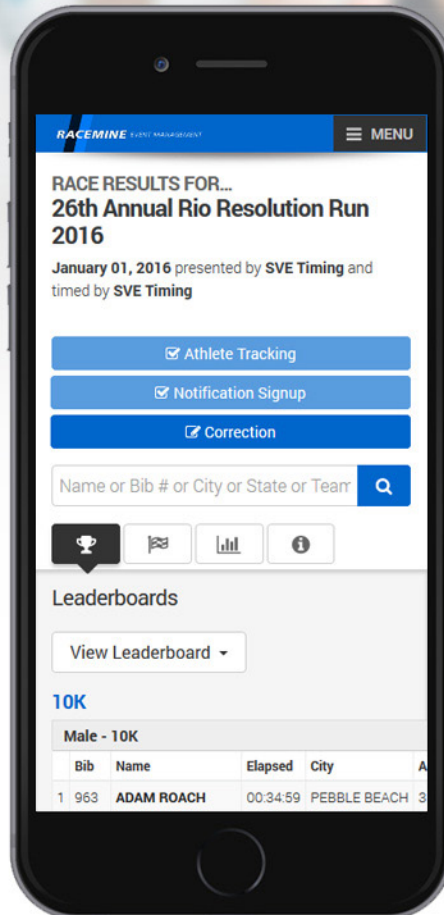 RACEMINE EVENT MANAGEMENT
MENU
RACE RESULTS FOR...
26th Annual Rio Resolution Run
2016
January 01, 2016 presented by SVE Timing and
timed by SVE Timing
Athlete Tracking
Notification Signup
Correction
Name or Bib # or City or State or Team
Leaderboards
View Leaderboard
10K
Male - 10K
Bib Name Elapsed City A
1 963 ADAM ROACH 00:34:59 PEBBLE BEACH 3